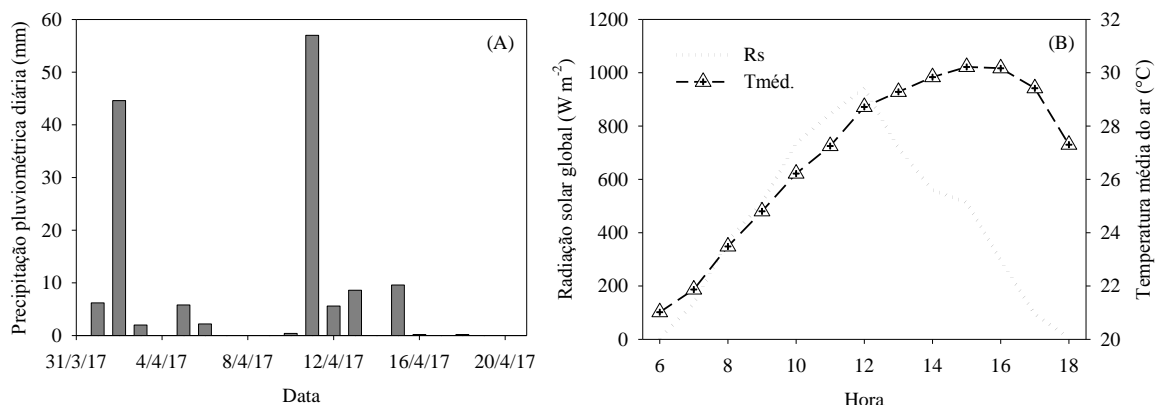 Precipitação pluviométrica diária (mm)
60
50
40
30
20
10
0
(A)
31/3/17 4/4/17 8/4/17 12/4/17 16/4/17 20/4/17
Data
Radiação solar global (W m-2)
1200
1000
800
600
400
200
0
Rs
Tméd.
(B)
32
30
28
26
24
22
20
Temperatura média do ar (°C)
6 8 10 12 14 16 18
Hora